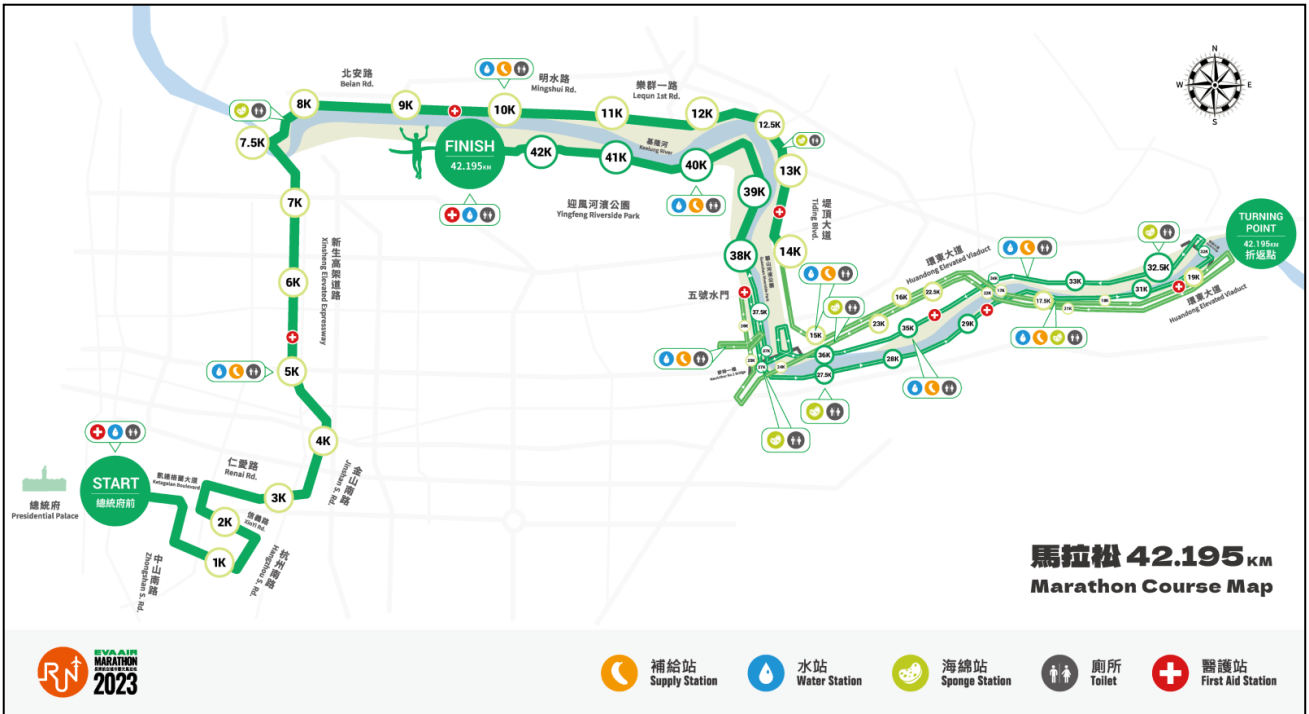 N
W
E
S
北安路
Beian Rd.
明水路
Mingshui Rd.
樂群一路
Lequn 1st Rd.
8K
9K
10K
11K
12K
12.5K
7.5K
FINISH
42.195KM
42K
41K
40K
基隆河
Keelung River
13K
39K
迎風河濱公園
Yingfeng Riverside Park
堤頂大道
Tiding Blvd.
7K
新生高架道路
Xinsheng Elevated Expressway
38K
14K
TURNING
POINT
42.195KM
折返點
環東大道
Huandong Elevated Viaduct
32.5K
33K
31K
19K
環東大道
Huandong Elevated Viaduct
6K
五號水門
16K
22.5K
17.5K
37.5K
23K
15K
35K
29K
36K
28K
27.5K
5K
4K
金山南路
Jinshan S. Rd.
START
總統府前
總統府
Presidential Palace
凱達格蘭大道
Ketagalan Boulevard
仁愛路
Renai Rd.
3K
2K
信義路
XinYi Rd.
1K
杭州南路
Hangzhou S. Rd.
中山南路
Zhongshan S. Rd.
馬拉松 42.195KM
Marathon Course Map
RUN
EVA AIR
MARATHON
2023
補給站
Supply Station
水站
Water Station
海綿站
Sponge Station
廁所
Toilet
醫護站
First Aid Station